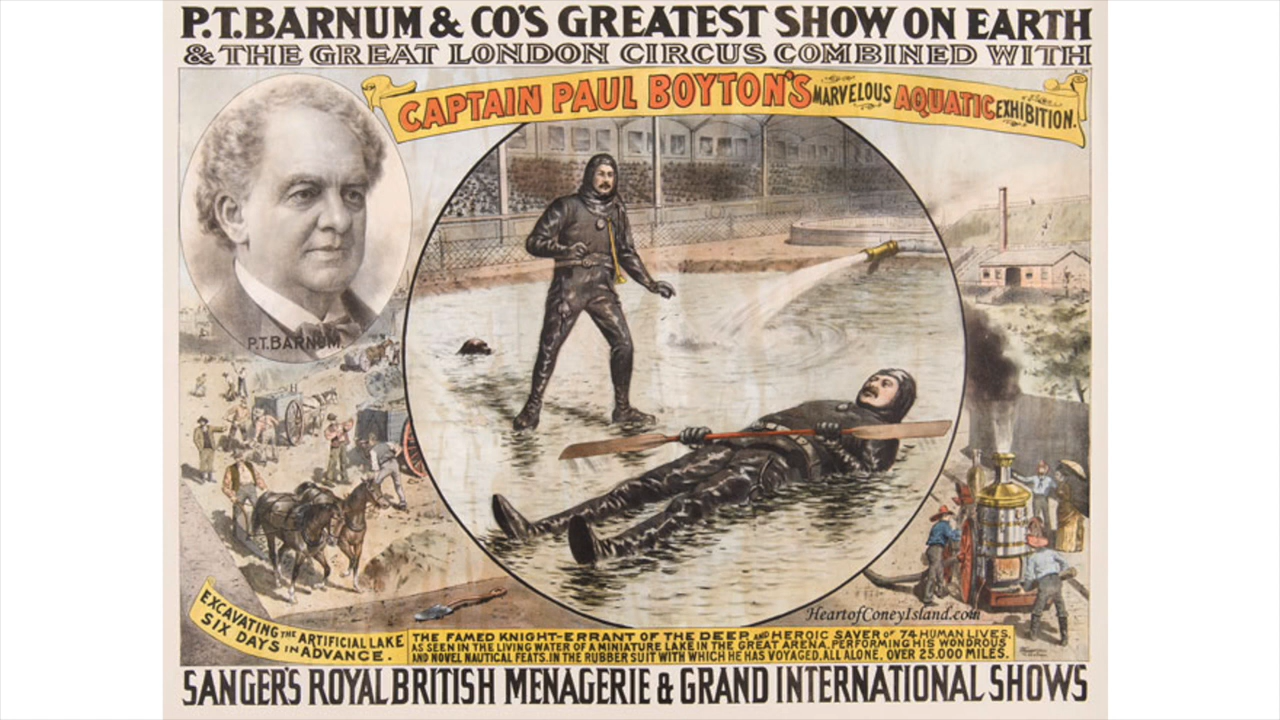 P.T. BARNUM & CO'S GREATEST SHOW ON EARTH
& THE GREAT LONDON CIRCUS COMBINED WITH
CAPTAIN PAUL BOYTON'S MARVELOUS AQUATIC EXHIBITION.
P.T. BARNUM.
HeartofConeyIsland.com
EXCAVATING THE ARTIFICIAL LAKE
SIX DAYS IN ADVANCE.
THE FAMED KNIGHT-ERRANT OF THE DEEP, AND HEROIC SAVER OF 74 HUMAN LIVES,
AS SEEN IN THE LIVING WATER OF A MINIATURE LAKE IN THE GREAT ARENA, PERFORMING HIS WONDROUS
AND NOVEL NAUTICAL FEATS, IN THE RUBBER SUIT WITH WHICH HE HAS VOYAGED, ALL ALONE, OVER 25.000 MILES.
SANGER'S ROYAL BRITISH MENAGERIE & GRAND INTERNATIONAL SHOWS